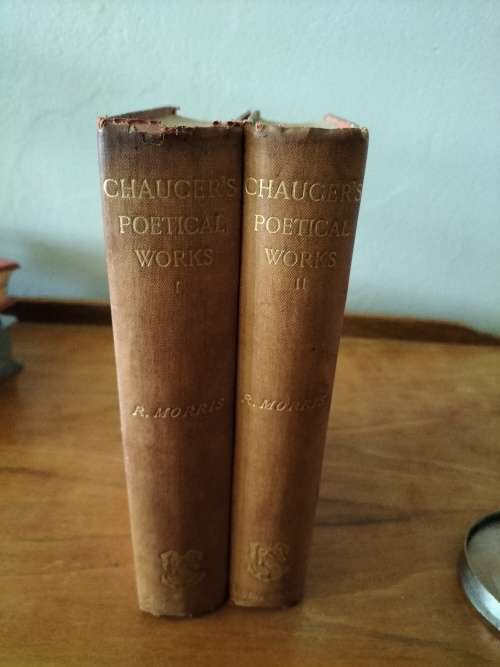 CHAUCER'S
POETICAL
WORKS
I
R. MORRIS
CHAUCER'S
POETICAL
WORKS
II
R. MORRIS